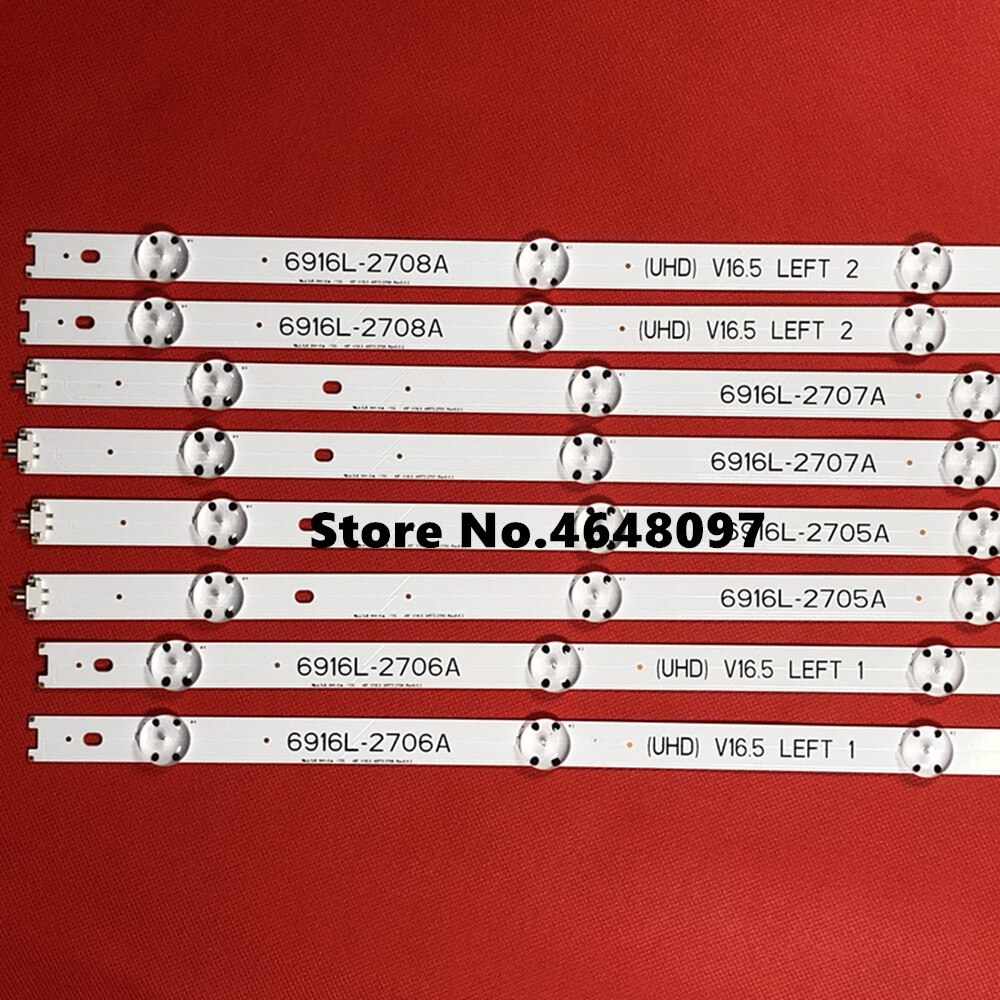 6916L-2708A (UHD) V16.5 LEFT 2
6916L-2708A (UHD) V16.5 LEFT 2
6916L-2707A
6916L-2707A
Store No.4648097
6916L-2705A
6916L-2705A
6916L-2706A (UHD) V16.5 LEFT 1
6916L-2706A (UHD) V16.5 LEFT 1